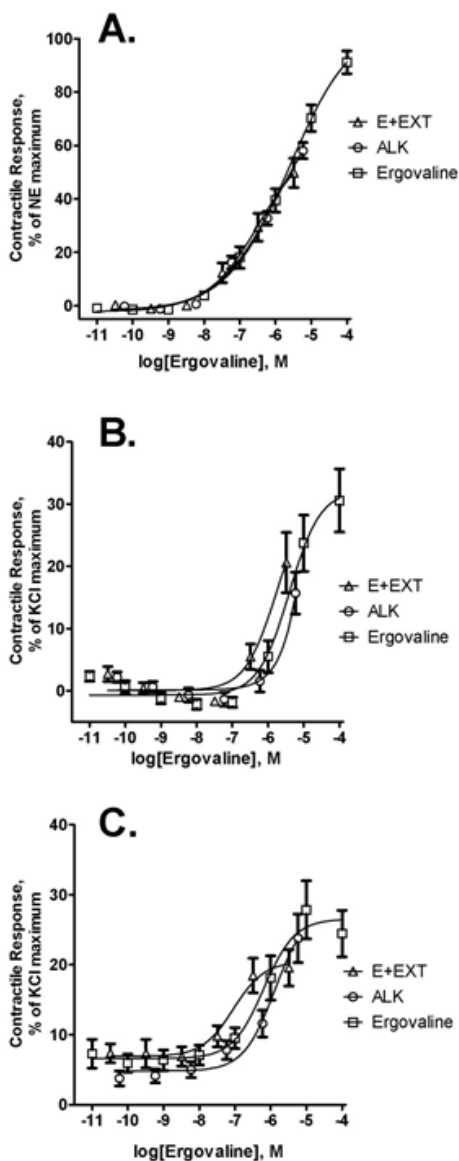 A.
Contractile Response,
% of NE maximum
100
80
60
40
20
0
E+EXT
ALK
Ergovaline
-11 -10 -9 -8 -7 -6 -5 -4
log[Ergovaline], M
B.
Contractile Response,
% of KCl maximum
40
30
20
10
0
E+EXT
ALK
Ergovaline
-11 -10 -9 -8 -7 -6 -5 -4
log[Ergovaline], M
C.
Contractile Response,
% of KCl maximum
40
30
20
10
0
E+EXT
ALK
Ergovaline
-11 -10 -9 -8 -7 -6 -5 -4
log[Ergovaline], M